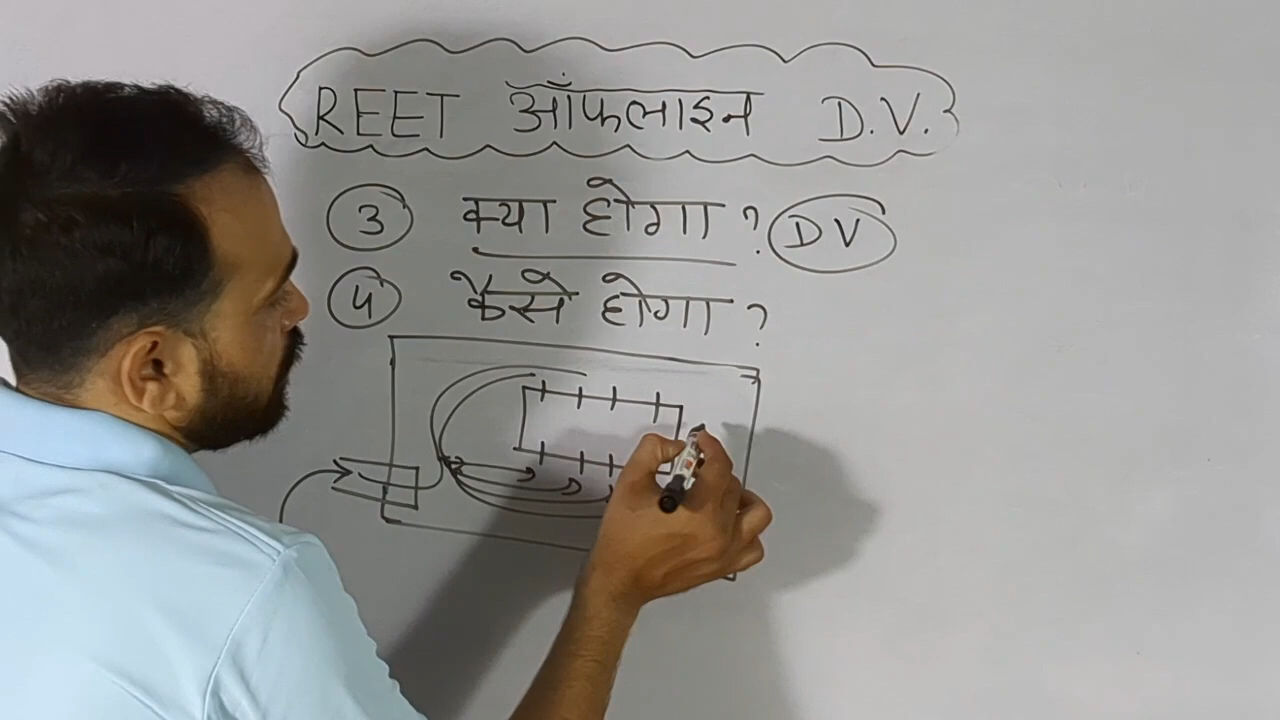 REET ऑफलाइन D.V.
3 क्या होगा ? DV
4 कैसे होगा ?